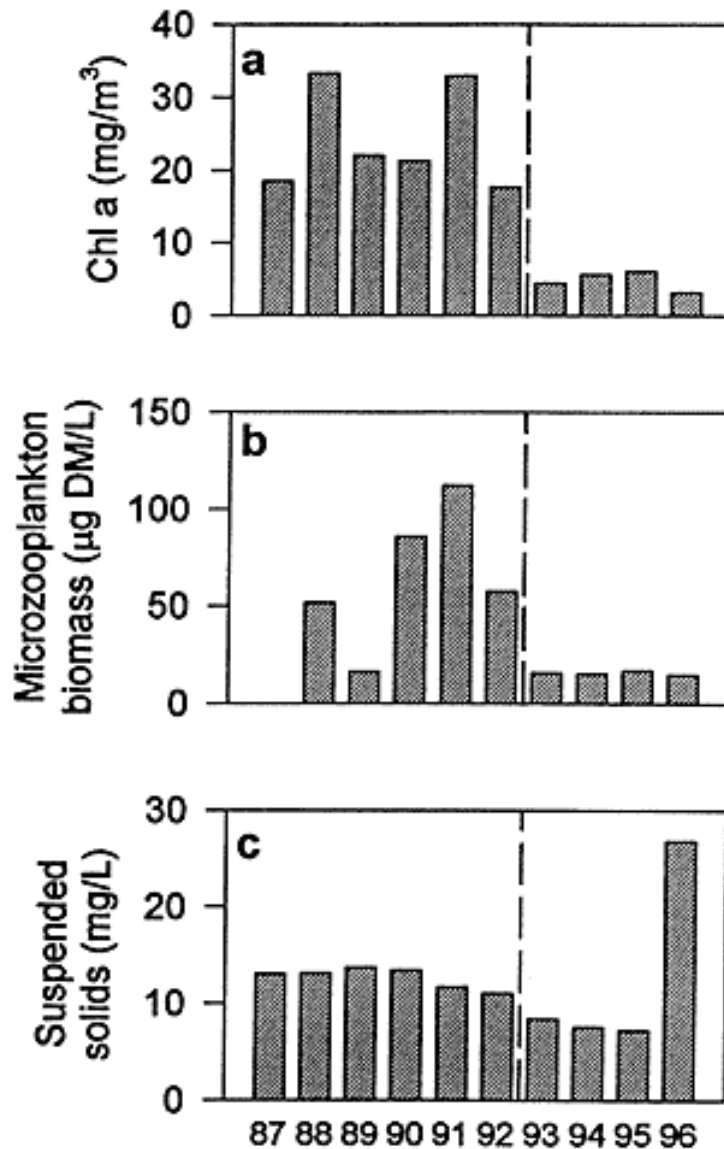 Chl a (mg/m³)
40
30
20
10
0
a
Microzooplankton
biomass (µg DM/L)
150
100
50
0
b
Suspended
solids (mg/L)
30
20
10
0
c
87 88 89 90 91 92 93 94 95 96